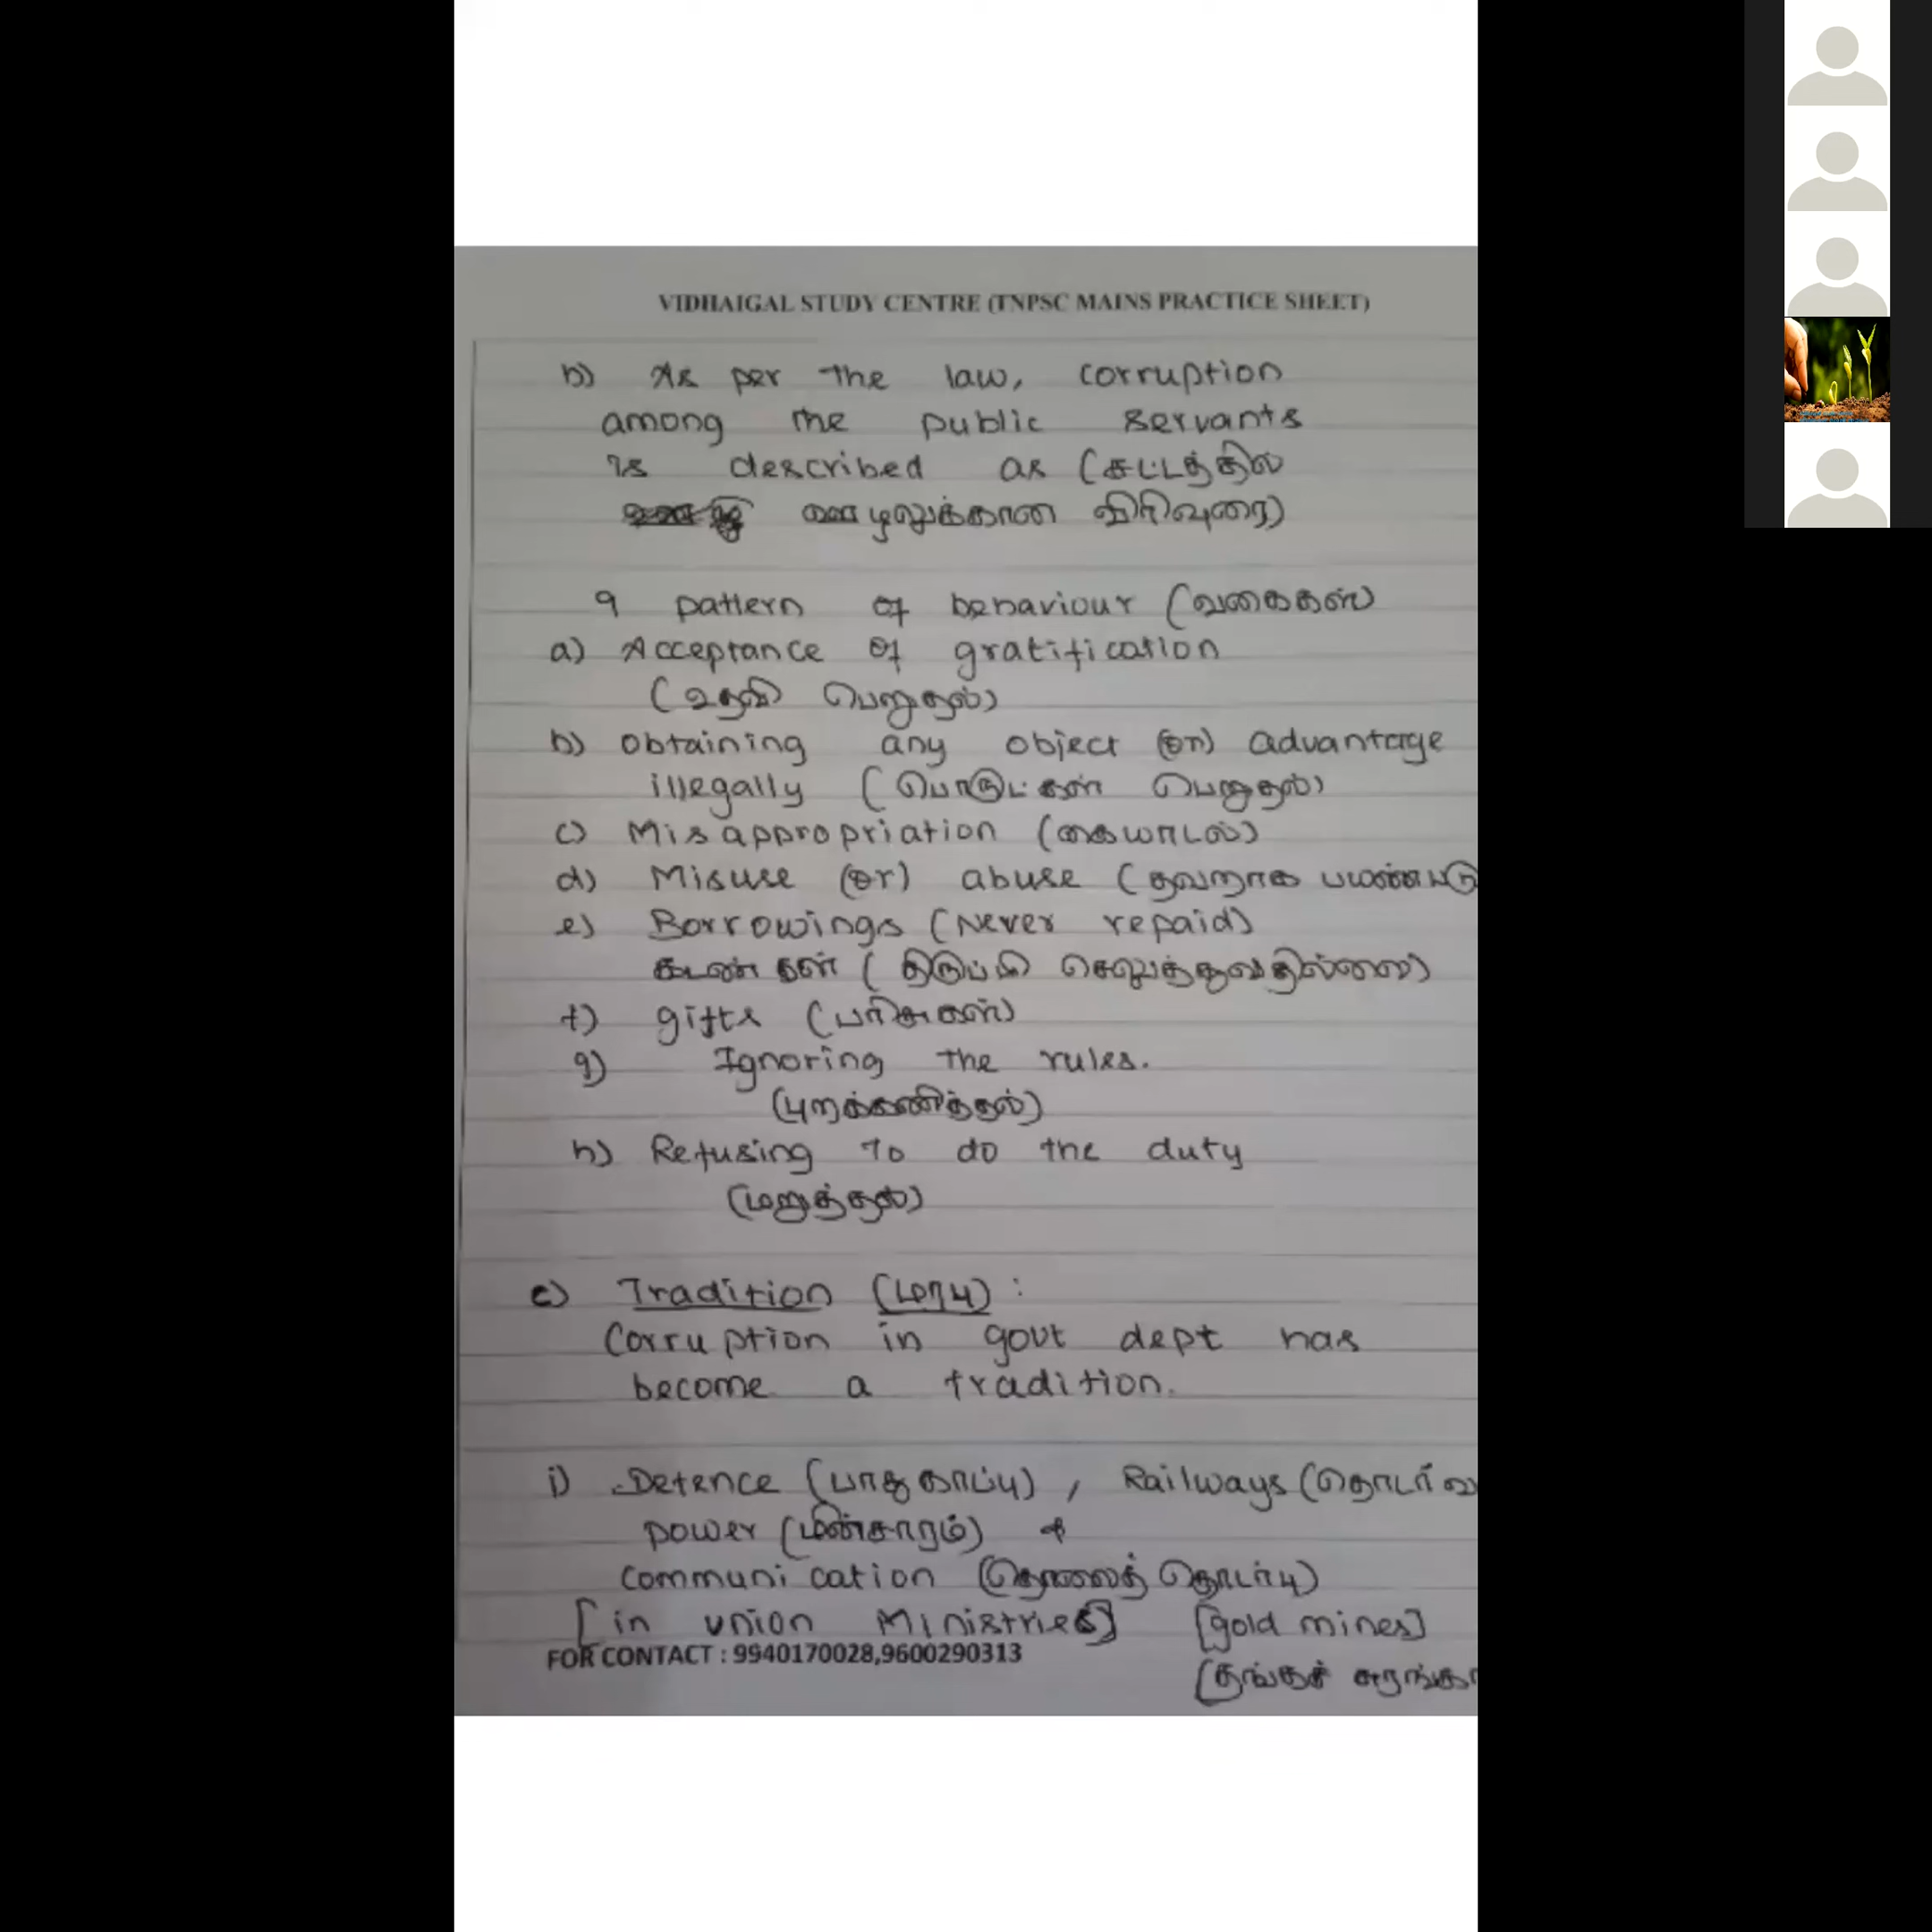 VIDHAIGAL STUDY CENTRE (TNPSC MAINS PRACTICE SHEET)
b) As per the law, corruption
among the public servants
is described as (சட்டத்தில்
ஊழலுக்கான விரிவுரை)
9 pattern of behaviour (வகைகள்
a) Acceptance of gratification
(உதவி பெறுதல்)
b) obtaining any object (or) advantage
illegally (பொருட்கள் பெறுதல்)
c) Misappropriation (கையாடல்)
d) Misuse (or) abuse (தவறாக
e) Borrowings (Never repaid)
கடன்கள் (திருப்பி செலுத்துவதில்லை)
f) gifts (பரிசுகள்)
g) Ignoring the rules.
(புறக்கணித்தல்)
h) Refusing to do the duty
(மறுத்தல்)
c) Tradition (மரபு) :
Corruption in govt dept has
become a tradition.
i) Defence (பாதுகாப்பு) , Railways (தொடர்வ
power (மின்சாரம்) &
communication (தொலைத் தொடர்பு)
[in union Ministries] [gold mines]
FOR CONTACT : 9940170028,9600290313
[தங்கச் சுரங்க